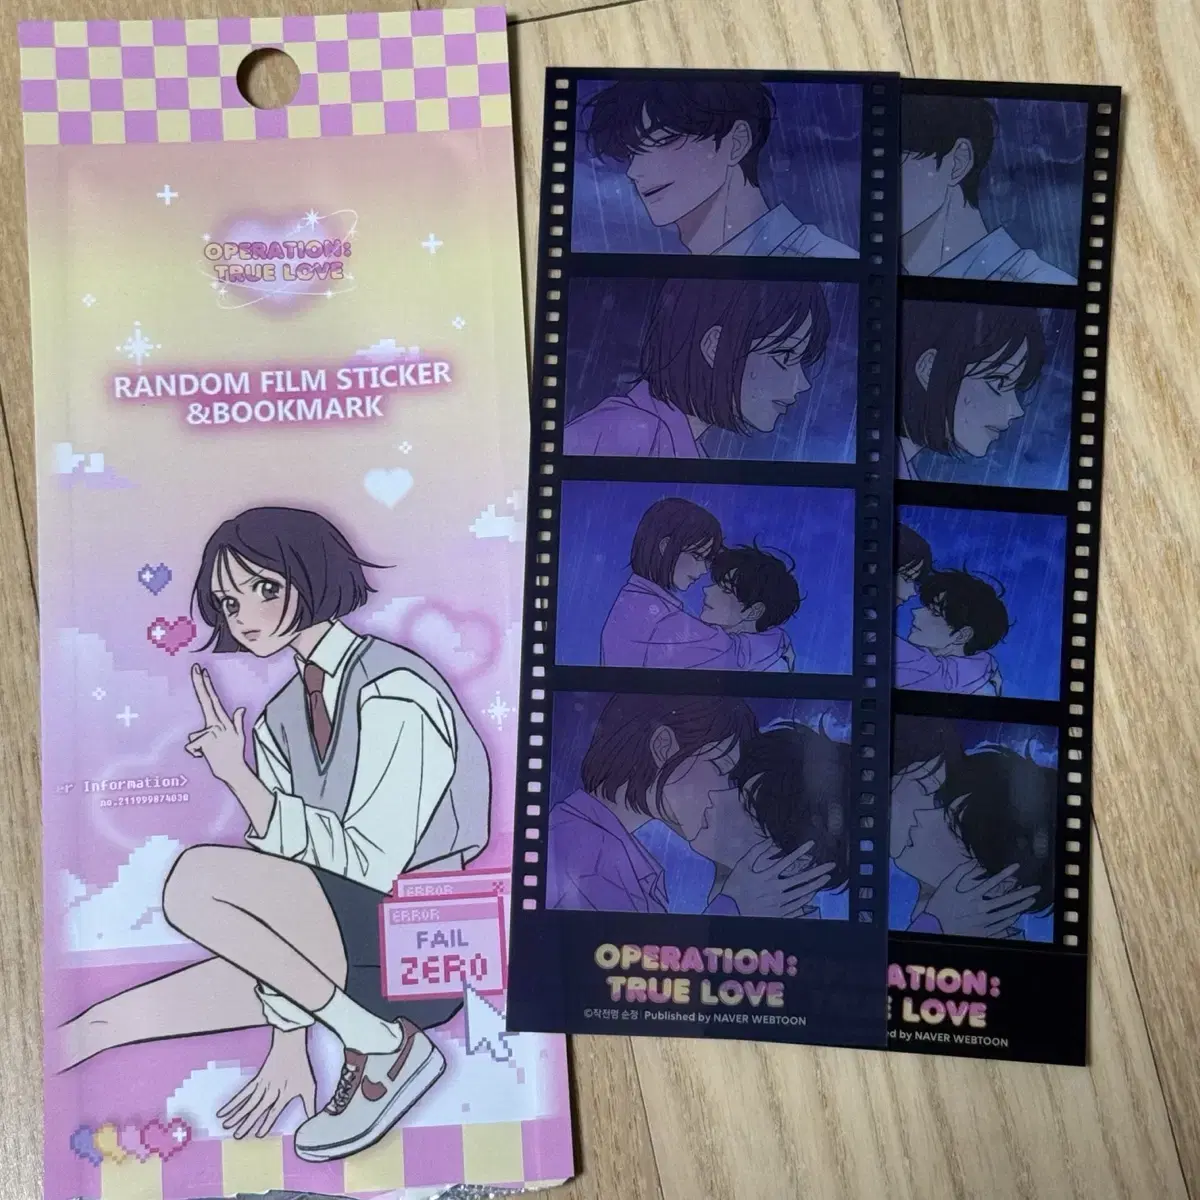 OPERATION:
TRUE LOVE
RANDOM FILM STICKER
&BOOKMARK
er Information>
no.211999874030
ERROR
ERROR
FAIL
ZERO
OPERATION:
TRUE LOVE
©작전명 순정 | Published by NAVER WEBTOON
ATION:
E LOVE
ed by NAVER WEBTOON